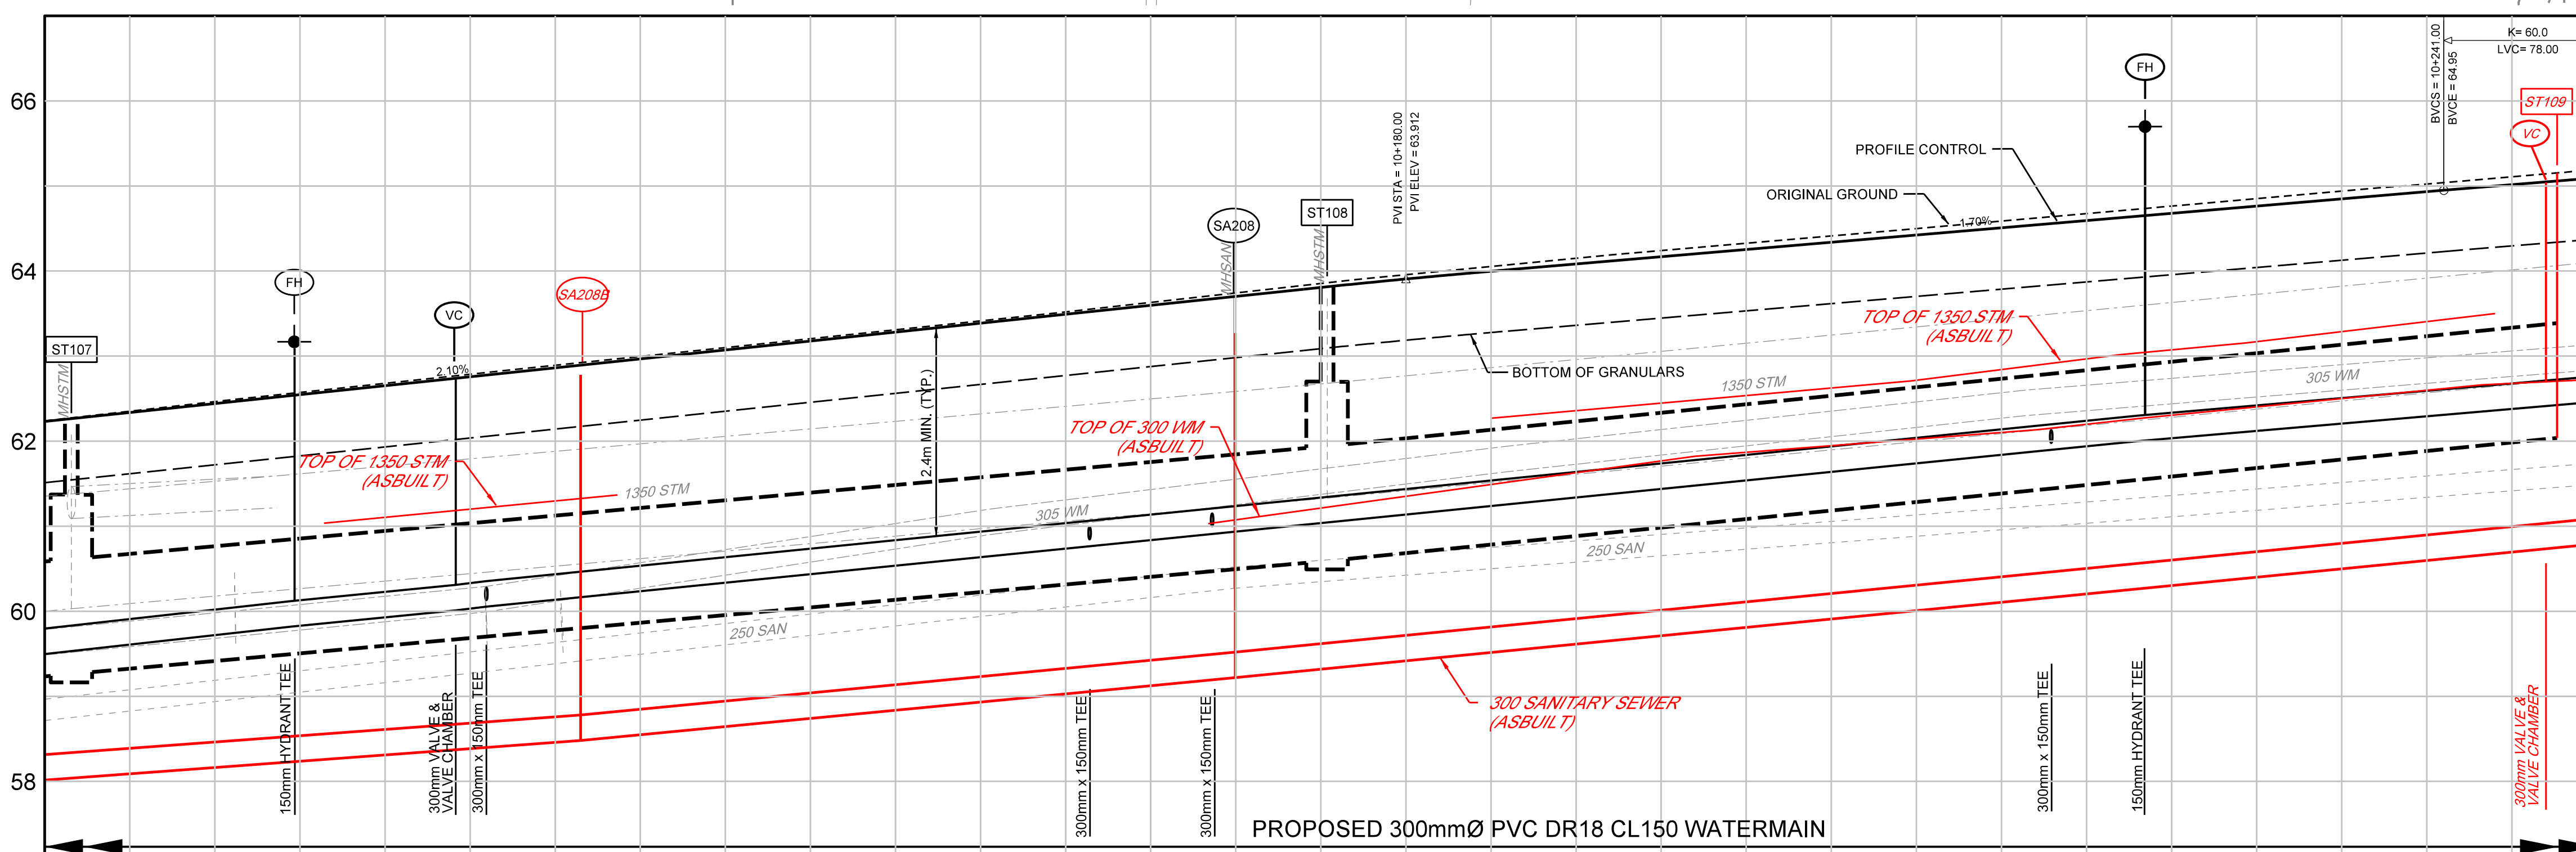 66
64
62
60
58
ST107
MHSTM
FH
VC
2.10%
SA208B
TOP OF 1350 STM
(ASBUILT)
1350 STM
250 SAN
2.4m MIN. (TYP.)
305 WM
TOP OF 300 WM
(ASBUILT)
SA208
MHSAN
ST108
MHSTM
PVI STA = 10+180.00
PVI ELEV = 63.912
BOTTOM OF GRANULARS
PROFILE CONTROL
ORIGINAL GROUND
1.70%
TOP OF 1350 STM
(ASBUILT)
1350 STM
305 WM
250 SAN
300 SANITARY SEWER
(ASBUILT)
FH
BVCS = 10+241.00
BVCE = 64.95
K= 60.0
LVC= 78.00
ST109
VC
150mm HYDRANT TEE
300mm VALVE &
VALVE CHAMBER
300mm x 150mm TEE
300mm x 150mm TEE
300mm x 150mm TEE
300mm x 150mm TEE
150mm HYDRANT TEE
300mm VALVE &
VALVE CHAMBER
PROPOSED 300mmØ PVC DR18 CL150 WATERMAIN